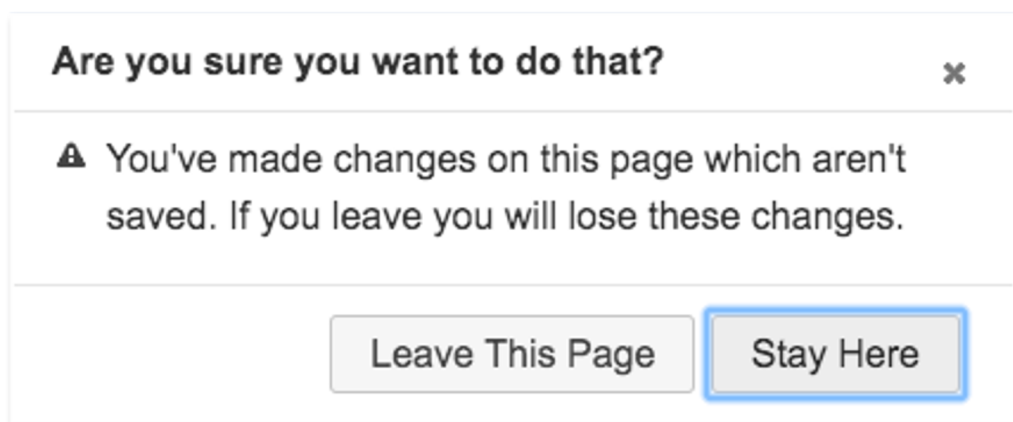 Are you sure you want to do that?
You've made changes on this page which aren't
saved. If you leave you will lose these changes.
Leave This Page
Stay Here